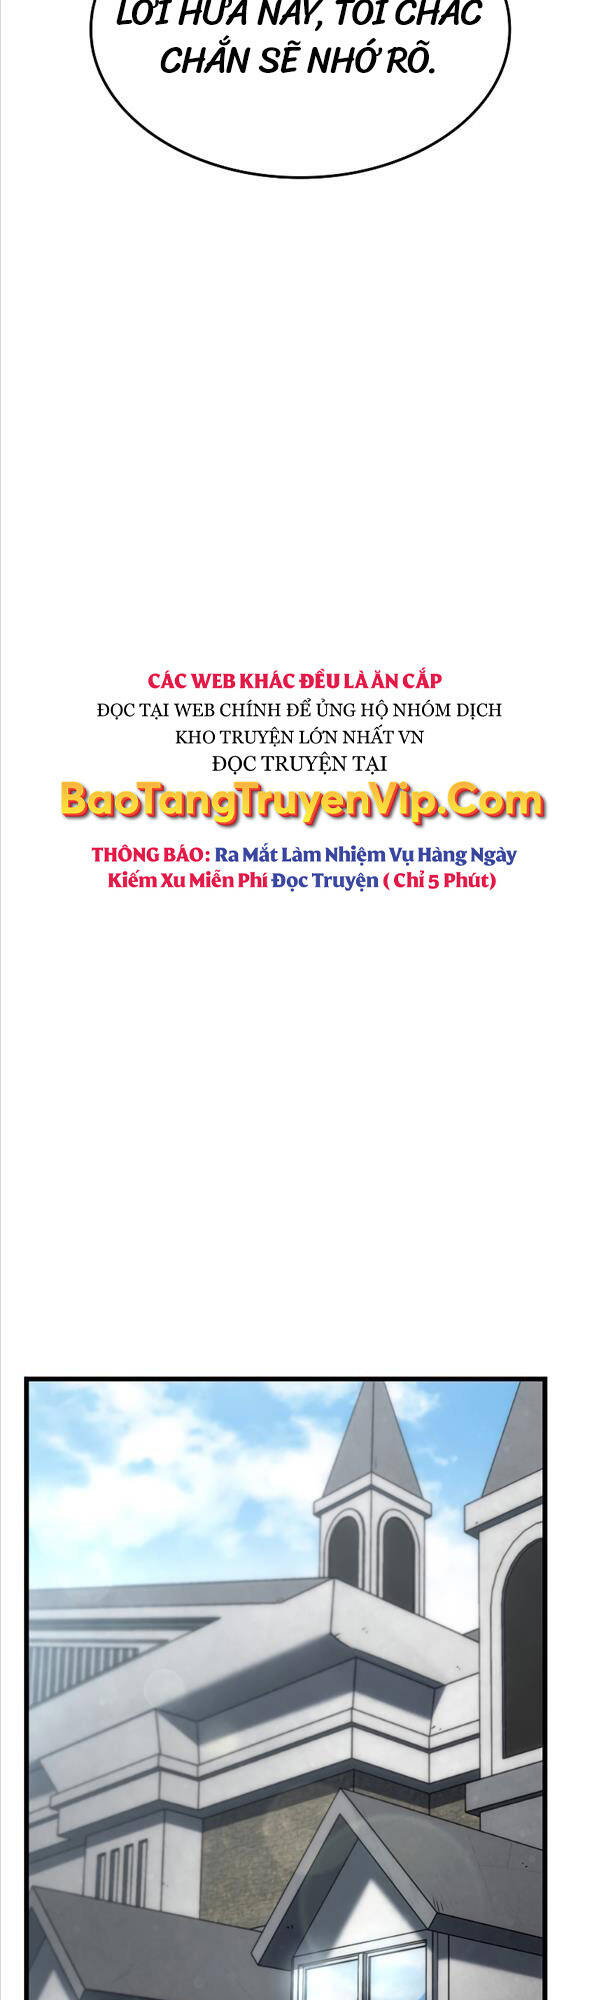 LỜI HỨA NÀY, TÔI CHẮC
CHẮN SẼ NHỚ RÕ.
CÁC WEB KHÁC ĐỀU LÀ ĂN CẮP
ĐỌC TẠI WEB CHÍNH ĐỂ ỦNG HỘ NHÓM DỊCH
KHO TRUYỆN LỚN NHẤT VN
ĐỌC TRUYỆN TẠI
BaoTangTruyenVip.Com
THÔNG BÁO: Ra Mắt Làm Nhiệm Vụ Hàng Ngày
Kiếm Xu Miễn Phí Đọc Truyện ( Chỉ 5 Phút)